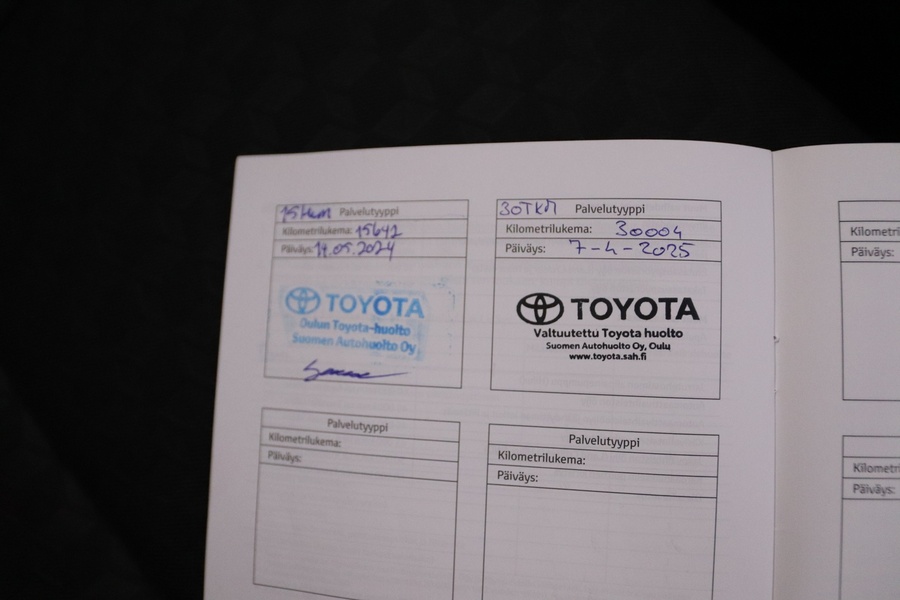 15tkm Palvelutyyppi
Kilometrilukema: 15642
Päiväys: 14.05.2024
TOYOTA
Oulun Toyota-huolto
Suomen Autohuolto Oy
30TKM Palvelutyyppi
Kilometrilukema: 30004
Päiväys: 7-4-2025
TOYOTA
Valtuutettu Toyota huolto
Suomen Autohuolto Oy, Oulu
www.toyota.sah.fi
Palvelutyyppi
Kilometrilukema:
Päiväys:
Palvelutyyppi
Kilometrilukema:
Päiväys:
Kilometri
Päiväys:
Kilometri
Päiväys: